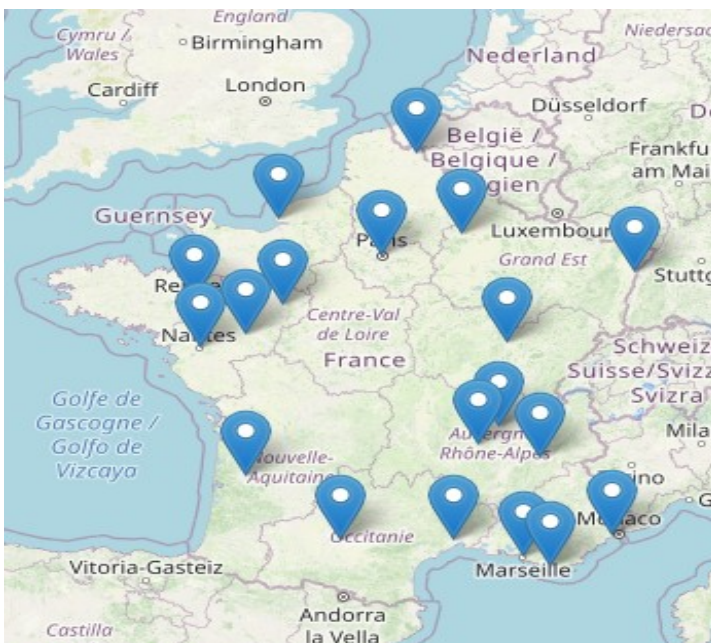 England
Cymru /
Wales
Birmingham
Niedersac
Nederland
Cardiff
London
Düsseldorf
België /
Belgique /
gien
Frankfu
am Mai
Guernsey
Luxembou
Paris
Grand Est
Stuttg
Re
Nantes
Centre-Val
de Loire
France
Schweiz
Suisse/Svizz
Svizra
Golfe de
Gascogne /
Golfo de
Vizcaya
Mila
Auvergn
Rhône-Alpes
Nouvelle-
Aquitaine
ino
G
Monaco
Occitanie
Marseille
Vitoria-Gasteiz
Andorra
la Vella
Castilla